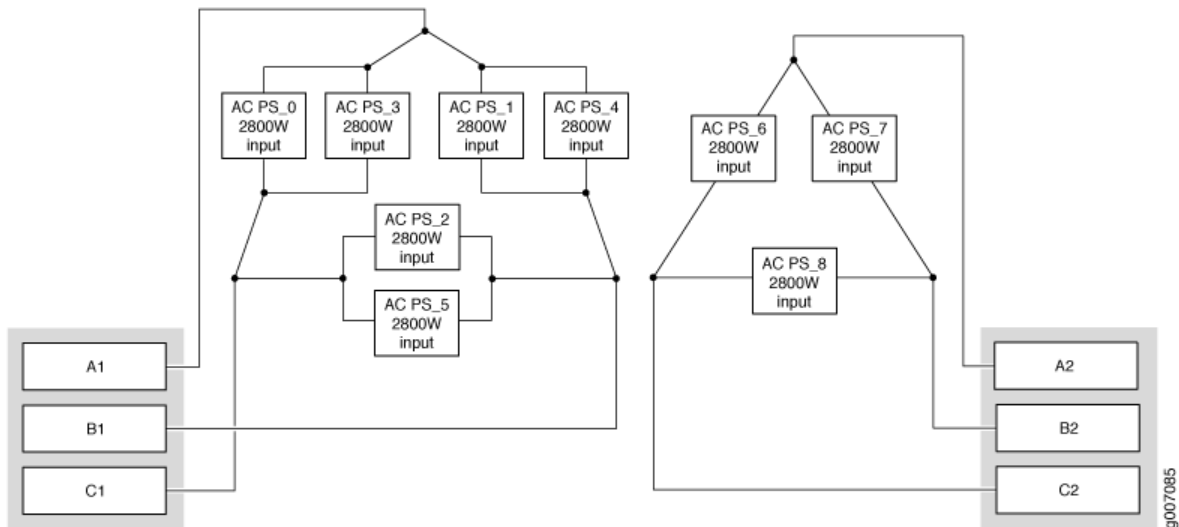 AC PS_0
2800W
input
AC PS_3
2800W
input
AC PS_1
2800W
input
AC PS_4
2800W
input
AC PS_6
2800W
input
AC PS_7
2800W
input
AC PS_2
2800W
input
AC PS_5
2800W
input
AC PS_8
2800W
input
A1
B1
C1
A2
B2
C2
g007085